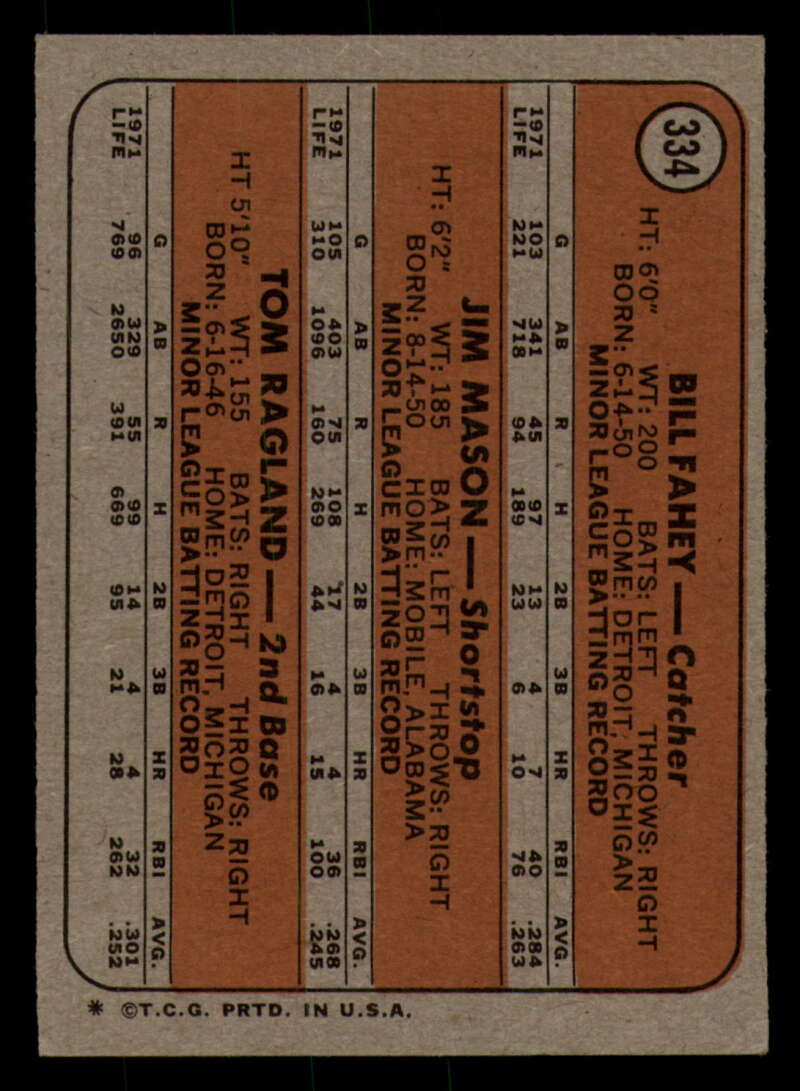 334
BILL FAHEY — Catcher
HT: 6'0" WT: 200 BATS: LEFT THROWS: RIGHT
BORN: 6-14-50 HOME: DETROIT, MICHIGAN
MINOR LEAGUE BATTING RECORD
G AB R H 2B 3B HR RBI AVG.
1971 103 341 45 97 13 4 7 40 .284
LIFE 221 718 94 189 23 6 10 76 .263
JIM MASON — Shortstop
HT: 6'2" WT: 185 BATS: LEFT THROWS: RIGHT
BORN: 8-14-50 HOME: MOBILE, ALABAMA
MINOR LEAGUE BATTING RECORD
G AB R H 2B 3B HR RBI AVG.
1971 105 403 75 108 17 4 4 36 .268
LIFE 310 1096 160 269 44 16 15 100 .245
TOM RAGLAND — 2nd Base
HT 5'10" WT: 155 BATS: RIGHT THROWS: RIGHT
BORN: 6-16-46 HOME: DETROIT, MICHIGAN
MINOR LEAGUE BATTING RECORD
G AB R H 2B 3B HR RBI AVG.
1971 96 329 55 99 14 4 4 32 .301
LIFE 769 2650 391 669 95 21 28 262 .252
* ©T.C.G. PRTD. IN U.S.A.